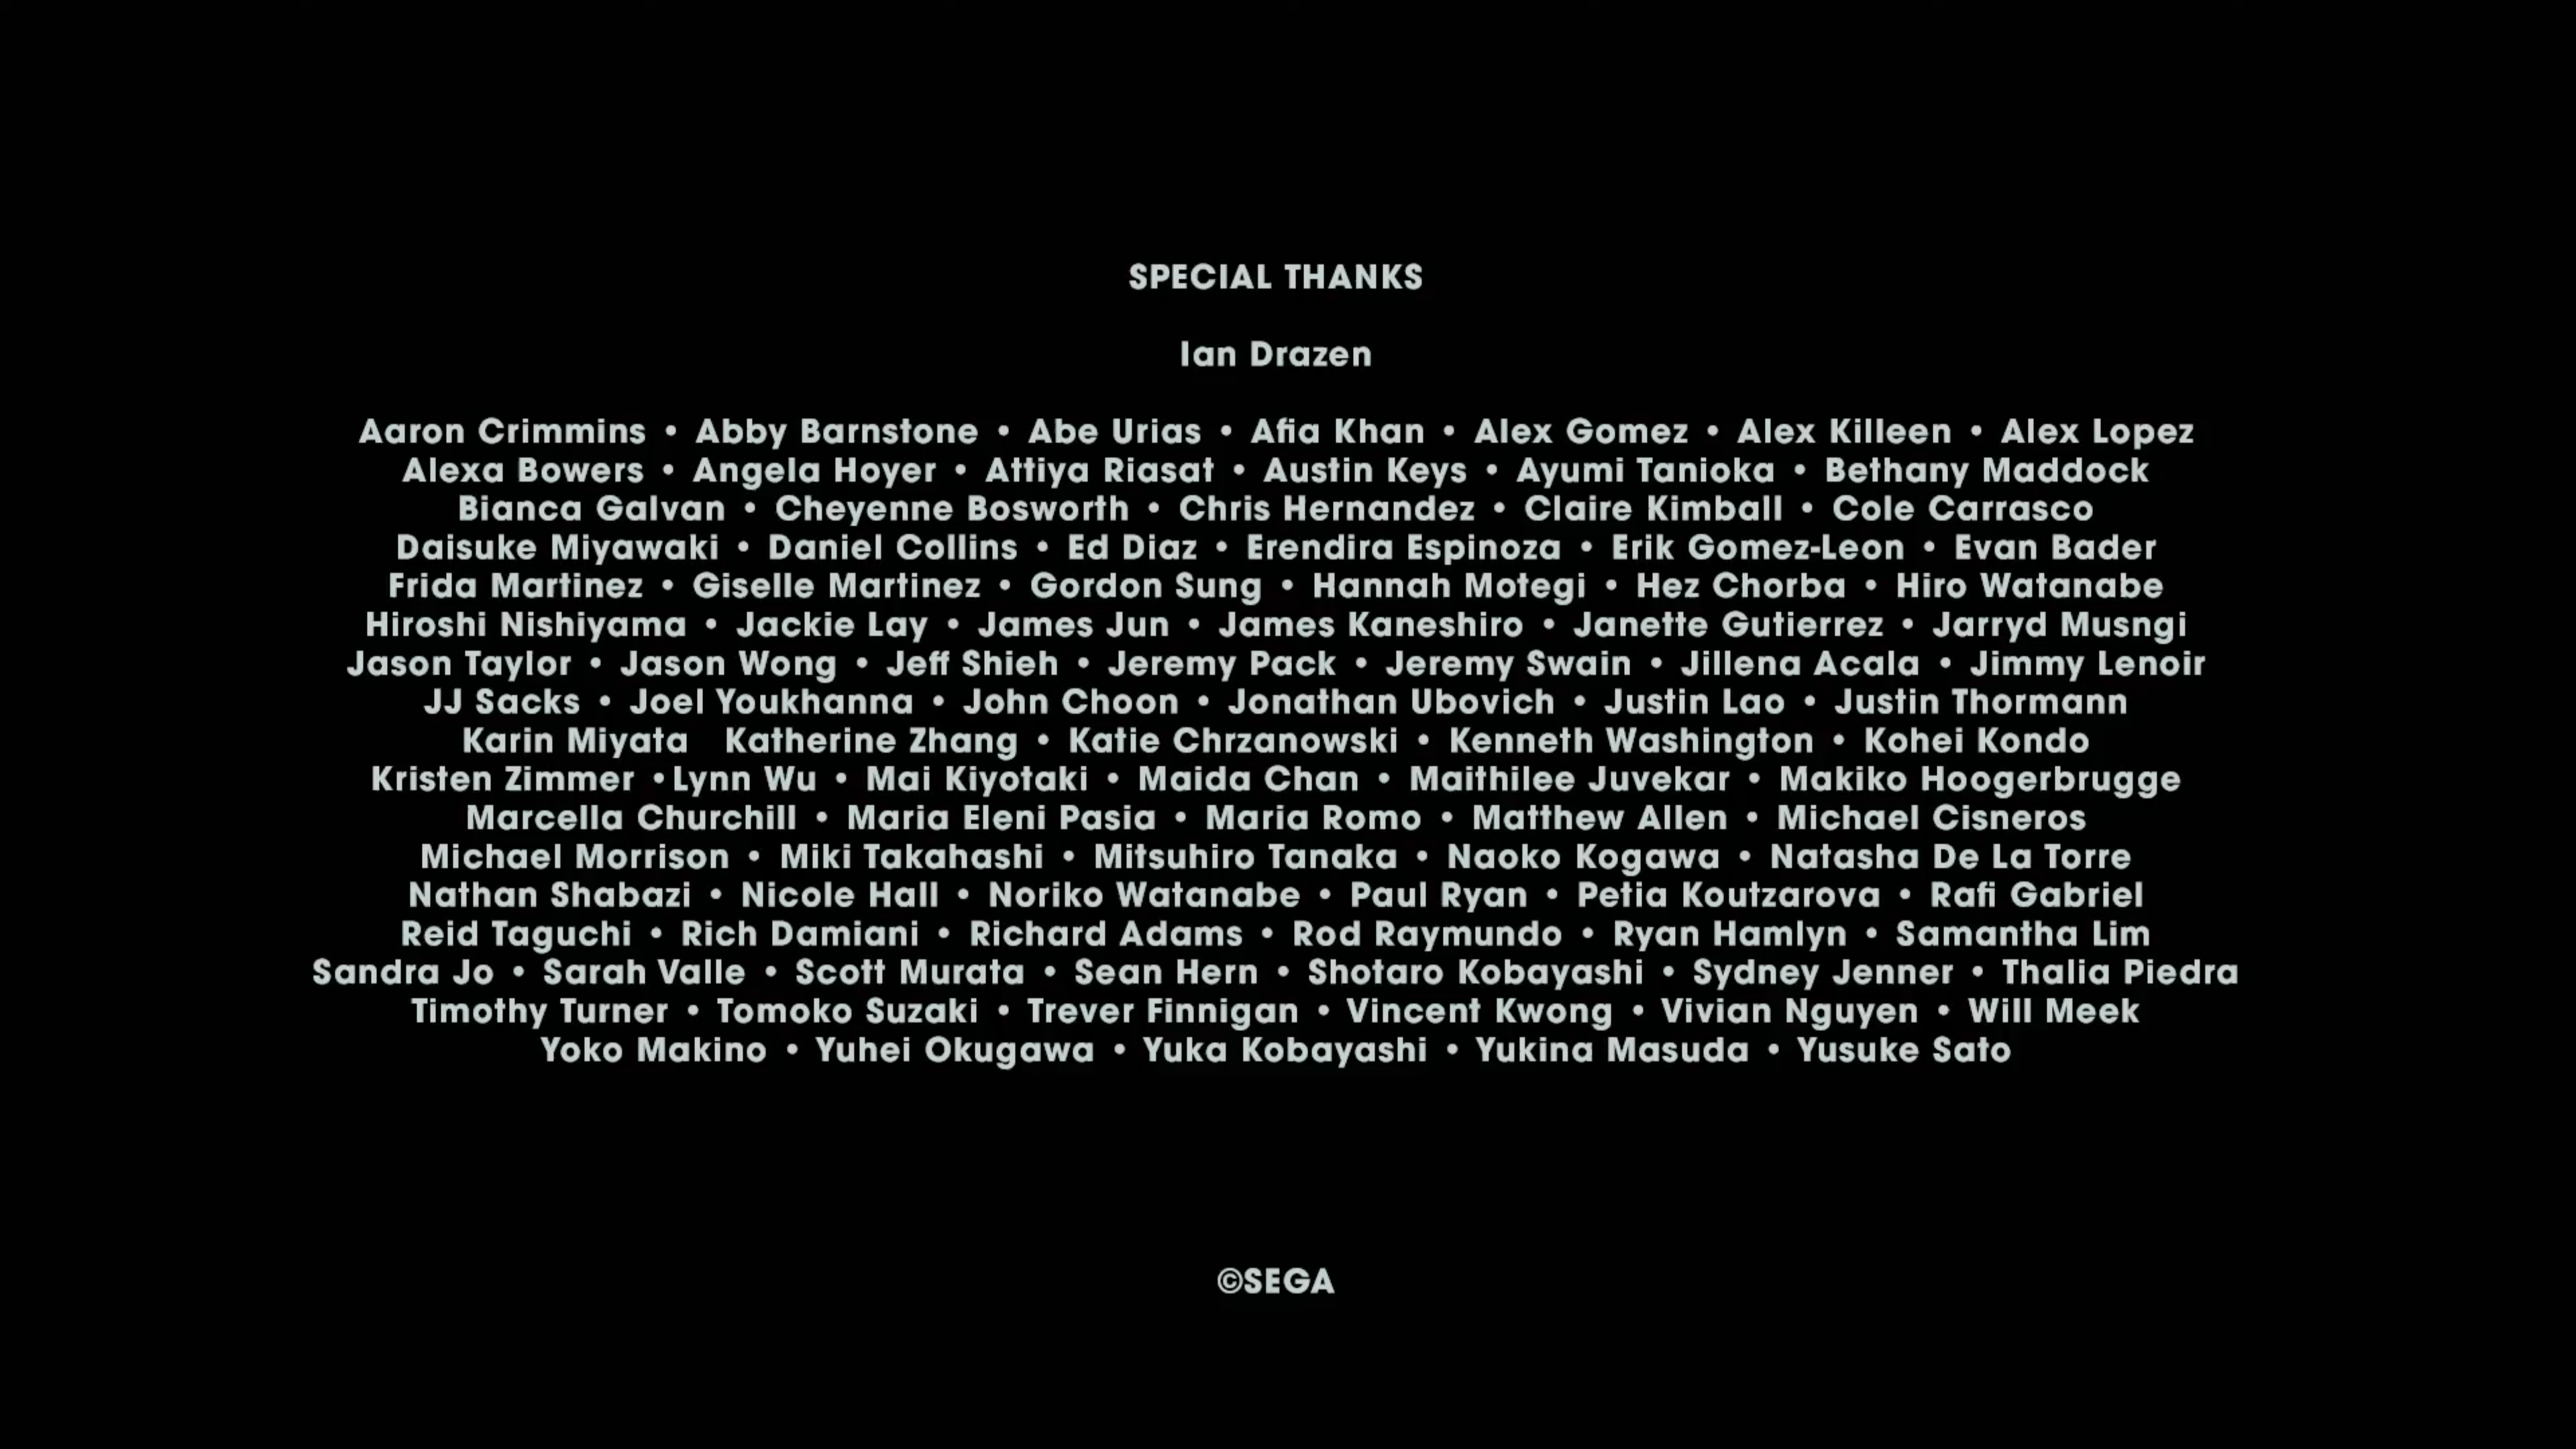 SPECIAL THANKS
Ian Drazen
Aaron Crimmins • Abby Barnstone • Abe Urias • Afia Khan • Alex Gomez • Alex Killeen • Alex Lopez
Alexa Bowers • Angela Hoyer • Attiya Riasat • Austin Keys • Ayumi Tanioka • Bethany Maddock
Bianca Galvan • Cheyenne Bosworth • Chris Hernandez • Claire Kimball • Cole Carrasco
Daisuke Miyawaki • Daniel Collins • Ed Diaz • Erendira Espinoza • Erik Gomez-Leon • Evan Bader
Frida Martinez • Giselle Martinez • Gordon Sung • Hannah Motegi • Hez Chorba • Hiro Watanabe
Hiroshi Nishiyama • Jackie Lay • James Jun • James Kaneshiro • Janette Gutierrez • Jarryd Musngi
Jason Taylor • Jason Wong • Jeff Shieh • Jeremy Pack • Jeremy Swain • Jillena Acala • Jimmy Lenoir
JJ Sacks • Joel Youkhanna • John Choon • Jonathan Ubovich • Justin Lao • Justin Thormann
Karin Miyata   Katherine Zhang • Katie Chrzanowski • Kenneth Washington • Kohei Kondo
Kristen Zimmer •Lynn Wu • Mai Kiyotaki • Maida Chan • Maithilee Juvekar • Makiko Hoogerbrugge
Marcella Churchill • Maria Eleni Pasia • Maria Romo • Matthew Allen • Michael Cisneros
Michael Morrison • Miki Takahashi • Mitsuhiro Tanaka • Naoko Kogawa • Natasha De La Torre
Nathan Shabazi • Nicole Hall • Noriko Watanabe • Paul Ryan • Petia Koutzarova • Rafi Gabriel
Reid Taguchi • Rich Damiani • Richard Adams • Rod Raymundo • Ryan Hamlyn • Samantha Lim
Sandra Jo • Sarah Valle • Scott Murata • Sean Hern • Shotaro Kobayashi • Sydney Jenner • Thalia Piedra
Timothy Turner • Tomoko Suzaki • Trever Finnigan • Vincent Kwong • Vivian Nguyen • Will Meek
Yoko Makino • Yuhei Okugawa • Yuka Kobayashi • Yukina Masuda • Yusuke Sato
©SEGA